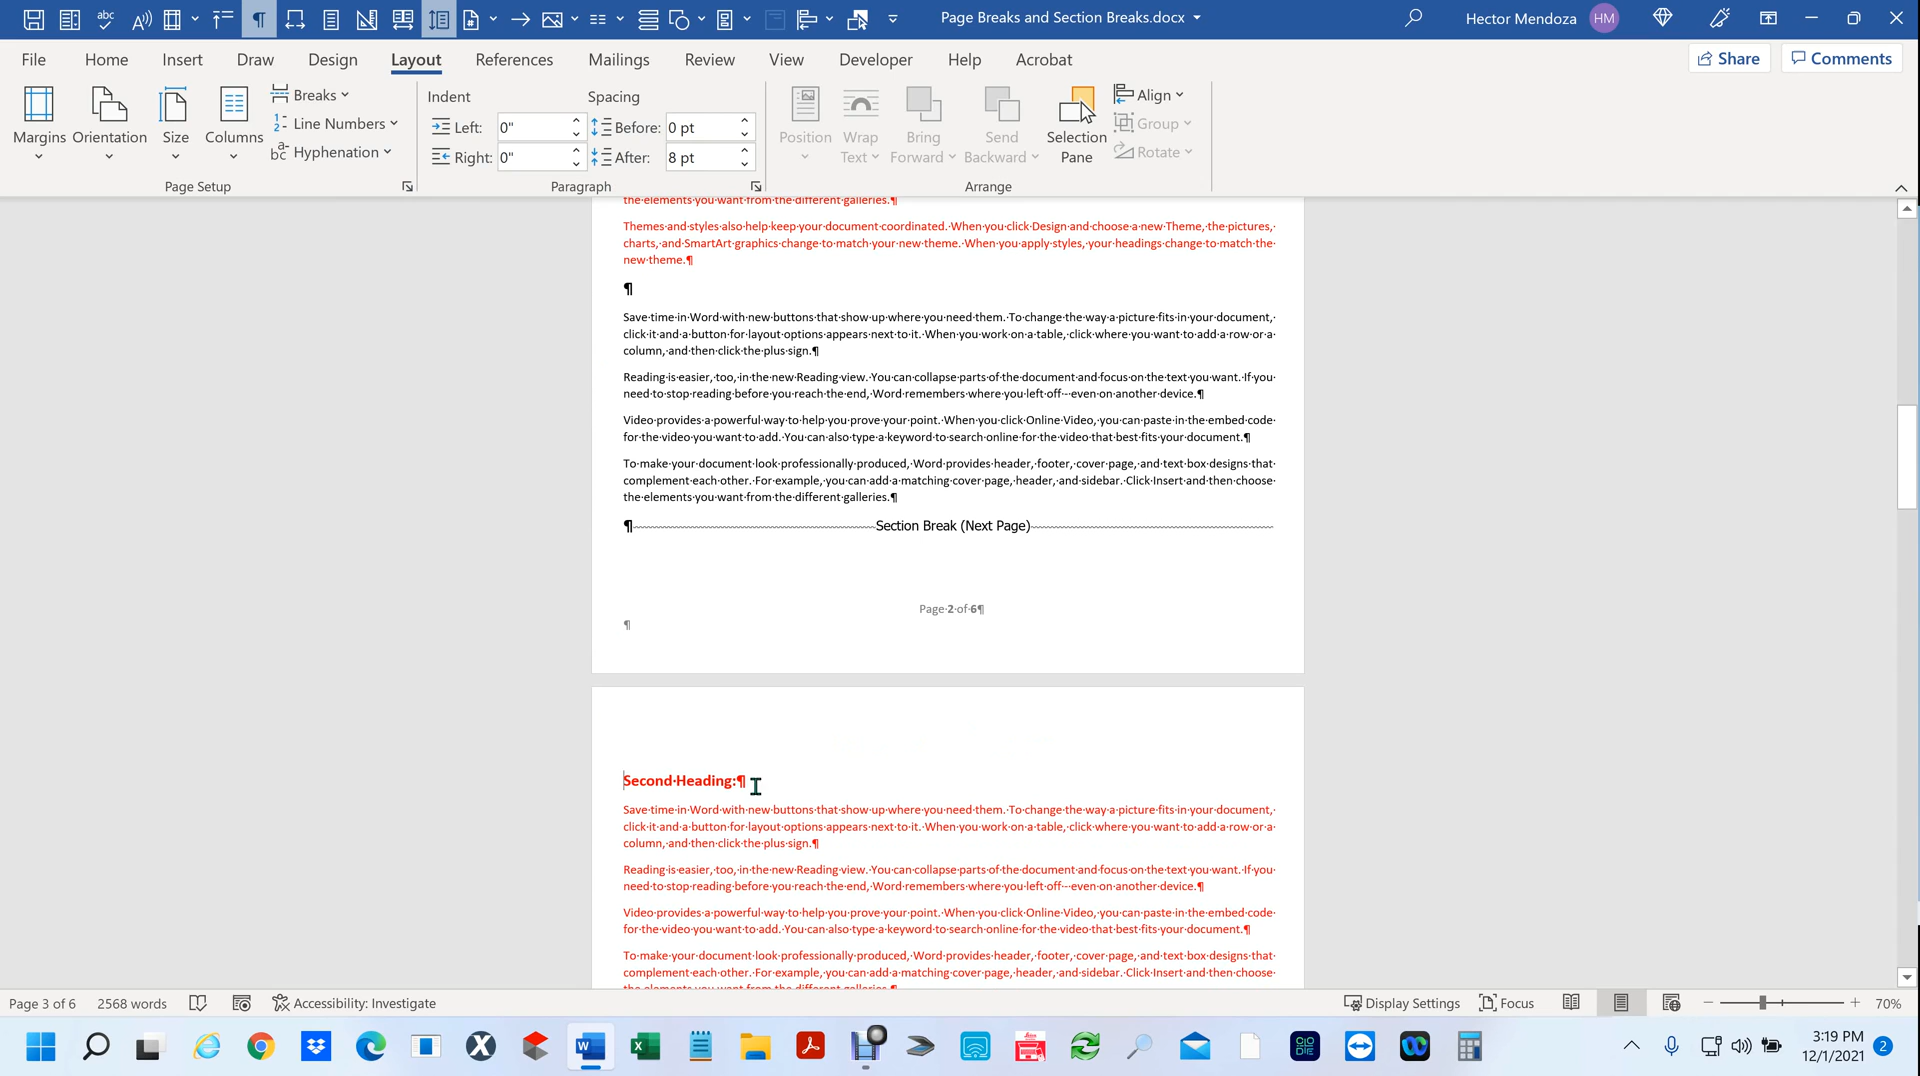 Page Breaks and Section Breaks.docx
Hector Mendoza HM
File Home Insert Draw Design Layout References Mailings Review View Developer Help Acrobat
Share Comments
Margins
Orientation
Size
Columns
Breaks
Line Numbers
Hyphenation
Page Setup
Indent
Left: 0"
Right: 0"
Spacing
Before: 0 pt
After: 8 pt
Paragraph
Position
Wrap Text
Bring Forward
Send Backward
Selection Pane
Align
Group
Rotate
Arrange
the elements you want from the different galleries.¶
Themes and styles also help keep your document coordinated. When you click Design and choose a new Theme, the pictures,
charts, and SmartArt graphics change to match your new theme. When you apply styles, your headings change to match the
new theme.¶
¶
Save time in Word with new buttons that show up where you need them. To change the way a picture fits in your document,
click it and a button for layout options appears next to it. When you work on a table, click where you want to add a row or a
column, and then click the plus sign.¶
Reading is easier, too, in the new Reading view. You can collapse parts of the document and focus on the text you want. If you
need to stop reading before you reach the end, Word remembers where you left off - even on another device.¶
Video provides a powerful way to help you prove your point. When you click Online Video, you can paste in the embed code
for the video you want to add. You can also type a keyword to search online for the video that best fits your document.¶
To make your document look professionally produced, Word provides header, footer, cover page, and text box designs that
complement each other. For example, you can add a matching cover page, header, and sidebar. Click Insert and then choose
the elements you want from the different galleries.¶
¶ Section Break (Next Page)
Page 2 of 6¶
¶
Second Heading:¶
Save time in Word with new buttons that show up where you need them. To change the way a picture fits in your document,
click it and a button for layout options appears next to it. When you work on a table, click where you want to add a row or a
column, and then click the plus sign.¶
Reading is easier, too, in the new Reading view. You can collapse parts of the document and focus on the text you want. If you
need to stop reading before you reach the end, Word remembers where you left off - even on another device.¶
Video provides a powerful way to help you prove your point. When you click Online Video, you can paste in the embed code
for the video you want to add. You can also type a keyword to search online for the video that best fits your document.¶
To make your document look professionally produced, Word provides header, footer, cover page, and text box designs that
complement each other. For example, you can add a matching cover page, header, and sidebar. Click Insert and then choose
the elements you want from the different galleries.¶
Page 3 of 6 2568 words Accessibility: Investigate Display Settings Focus 70%
3:19 PM
12/1/2021 2